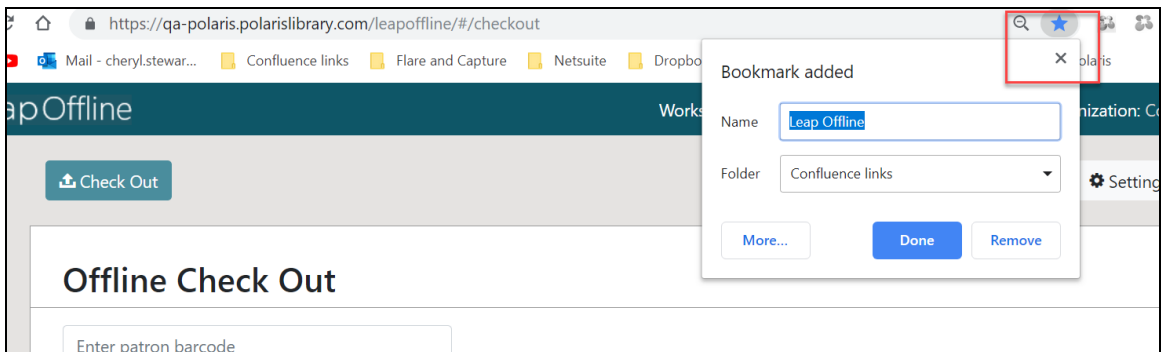 https://qa-polaris.polarislibrary.com/leapoffline/#/checkout
Mail - cheryl.stewar... Confluence links Flare and Capture Netsuite Dropbo olaris
Bookmark added
ap Offline Works nization: Co
Name Leap Offline
Folder Confluence links
Check Out Setting
More... Done Remove
Offline Check Out
Enter patron barcode